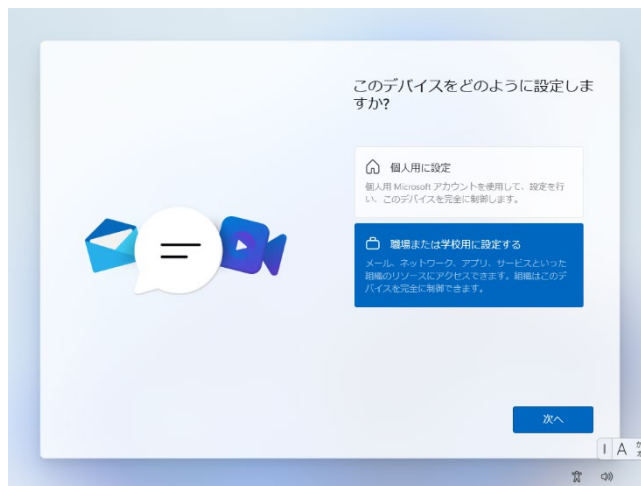 このデバイスをどのように設定しま
すか?
個人用に設定
個人用 Microsoft アカウントを使用して、設定を行
い、このデバイスを完全に制御します。
職場または学校用に設定する
メール、ネットワーク、アプリ、サービスといった
組織のリソースにアクセスできます。組織はこのデ
バイスを完全に制御できます。
次へ
A